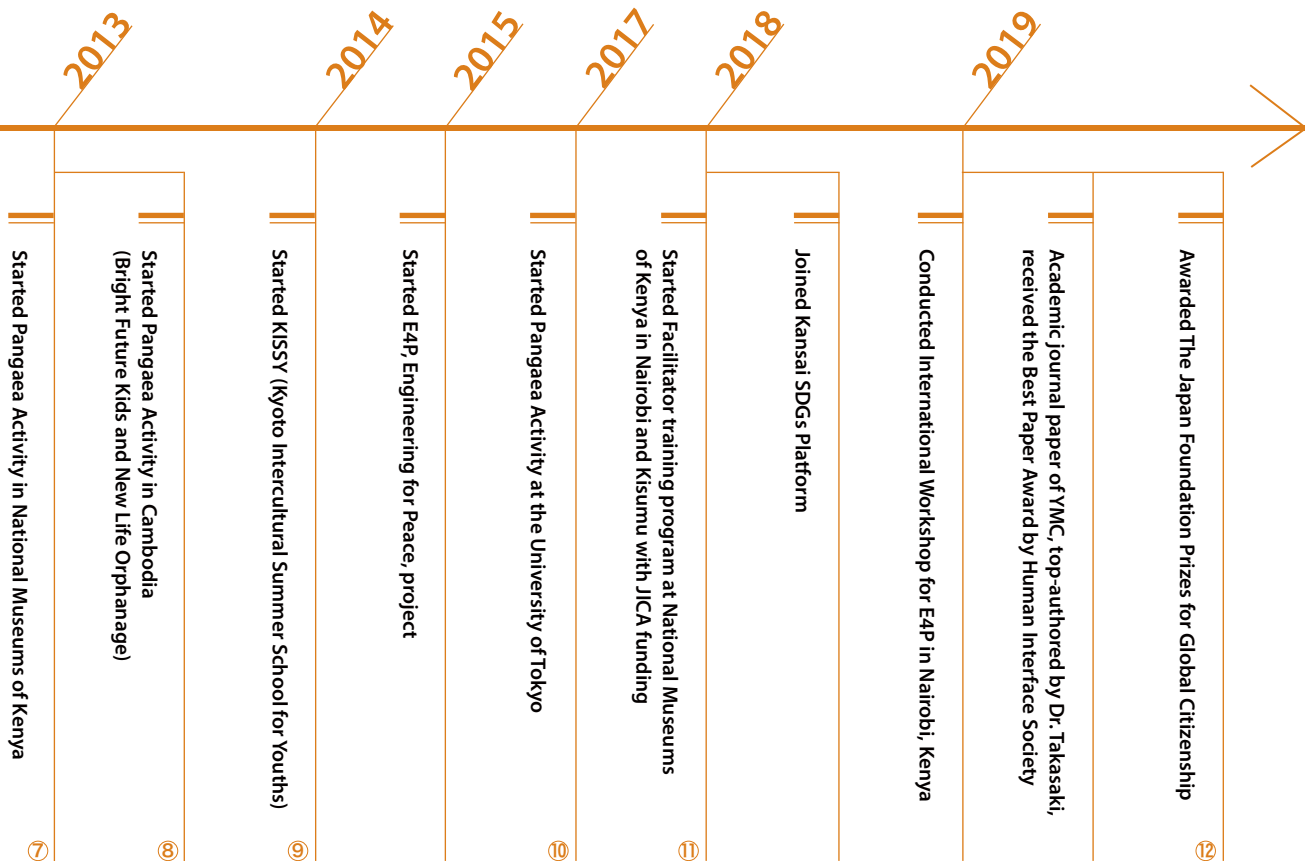 2013
Started Pangaea Activity in National Museums of Kenya
⑦
Started Pangaea Activity in Cambodia
(Bright Future Kids and New Life Orphanage)
⑧
2014
Started KISSY (Kyoto Intercultural Summer School for Youths)
⑨
2015
Started E4P, Engineering for Peace, project
2017
Started Pangaea Activity at the University of Tokyo
⑩
2018
Started Facilitator training program at National Museums
of Kenya in Nairobi and Kisumu with JICA funding
⑪
Joined Kansai SDGs Platform
2019
Conducted International Workshop for E4P in Nairobi, Kenya
Academic journal paper of YMC, top-authored by Dr. Takasaki,
received the Best Paper Award by Human Interface Society
Awarded The Japan Foundation Prizes for Global Citizenship
⑫